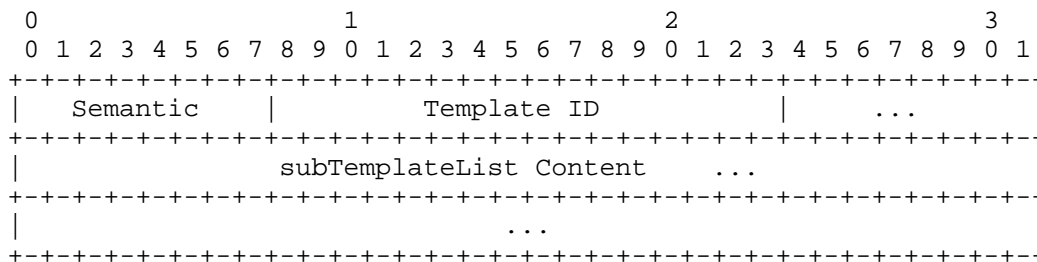 0                   1                   2                   3
 0 1 2 3 4 5 6 7 8 9 0 1 2 3 4 5 6 7 8 9 0 1 2 3 4 5 6 7 8 9 0 1
+-+-+-+-+-+-+-+-+-+-+-+-+-+-+-+-+-+-+-+-+-+-+-+-+-+-+-+-+-+-+-+--
|   Semantic    |         Template ID           |     ...
+-+-+-+-+-+-+-+-+-+-+-+-+-+-+-+-+-+-+-+-+-+-+-+-+-+-+-+-+-+-+-+--
|                subTemplateList Content    ...
+-+-+-+-+-+-+-+-+-+-+-+-+-+-+-+-+-+-+-+-+-+-+-+-+-+-+-+-+-+-+-+--
|                              ...
+-+-+-+-+-+-+-+-+-+-+-+-+-+-+-+-+-+-+-+-+-+-+-+-+-+-+-+-+-+-+-+--